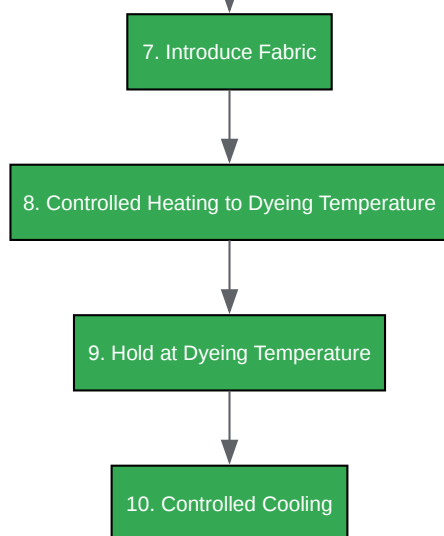 7. Introduce Fabric
8. Controlled Heating to Dyeing Temperature
9. Hold at Dyeing Temperature
10. Controlled Cooling